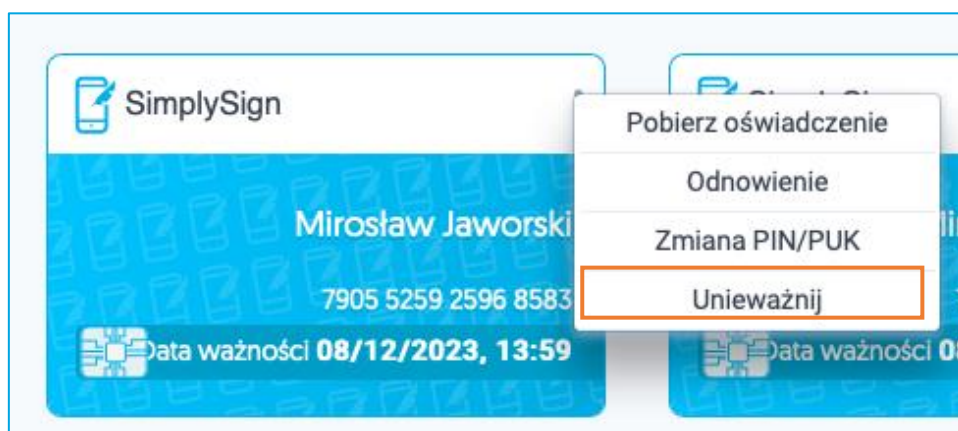 SimplySign
Pobierz oświadczenie
Odnowienie
Zmiana PIN/PUK
Unieważnij
Mirosław Jaworski
7905 5259 2596 8583
Data ważności 08/12/2023, 13:59
Data ważności